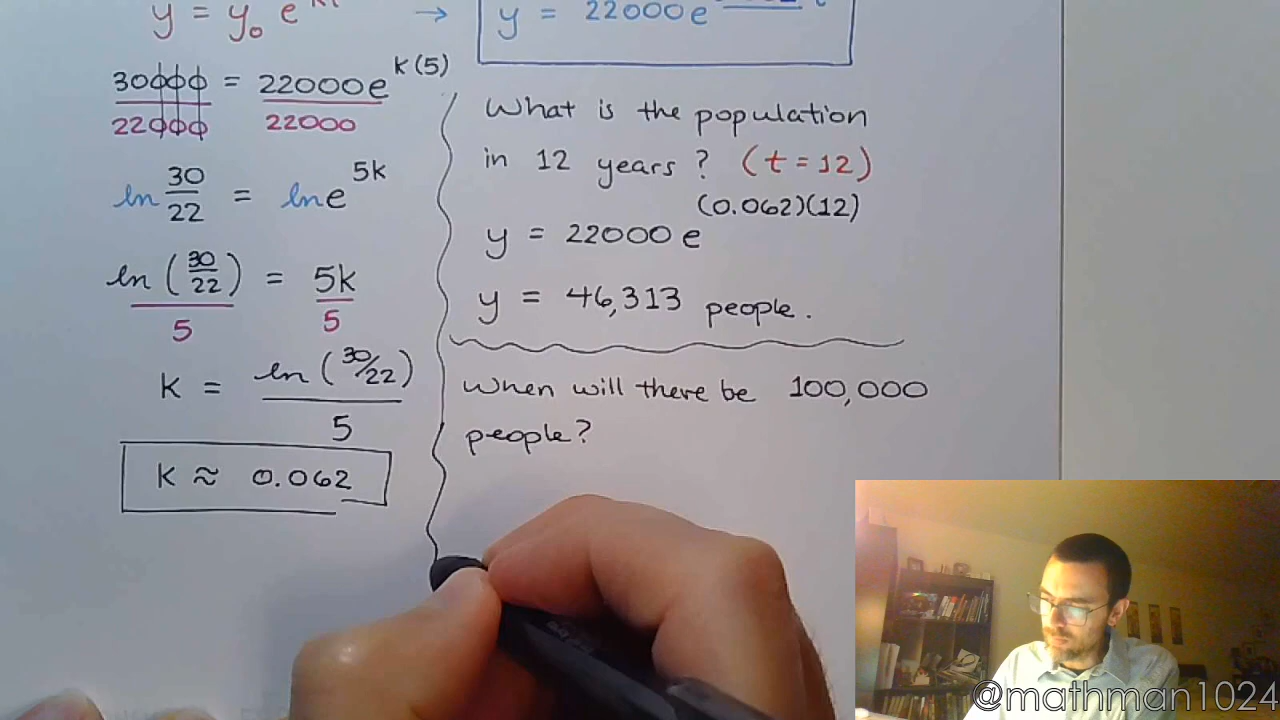 y = y₀ e → y = 22000 e
30000 = 22000e^k(5)
22000 22000
ln 30/22 = ln e^5k
ln (30/22) = 5k
5 5
k = ln (30/22)
5
k ≈ 0.062
What is the population
in 12 years? (t = 12)
y = 22000 e^(0.062)(12)
y = 46,313 people.
When will there be 100,000
people?
@mathman1024